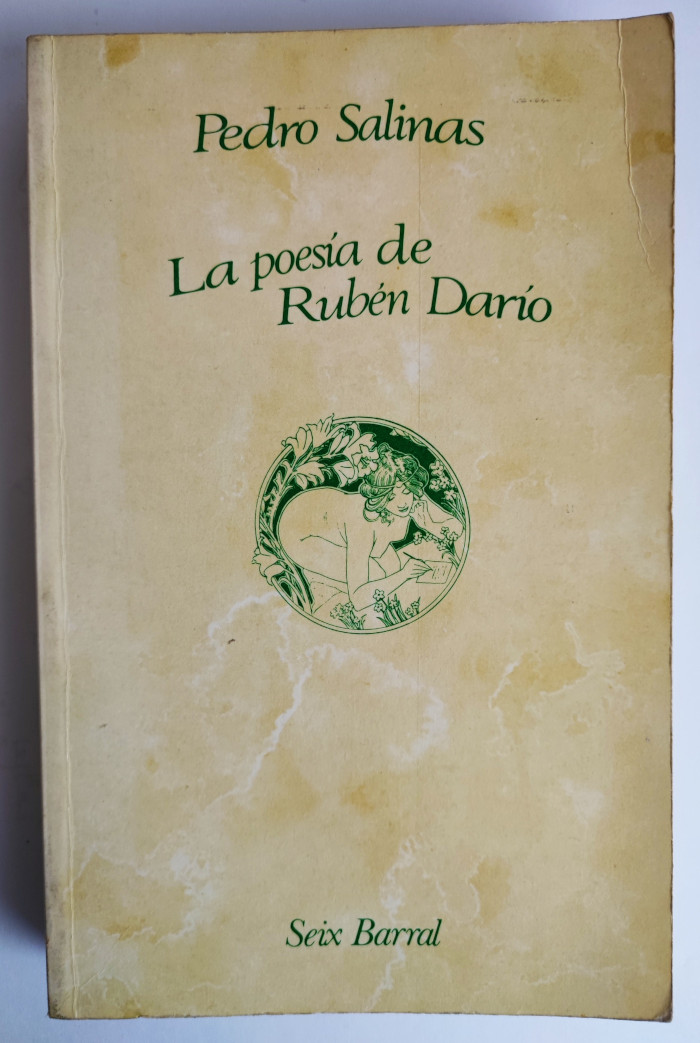 Pedro Salinas
La poesía de
Rubén Darío
Seix Barral